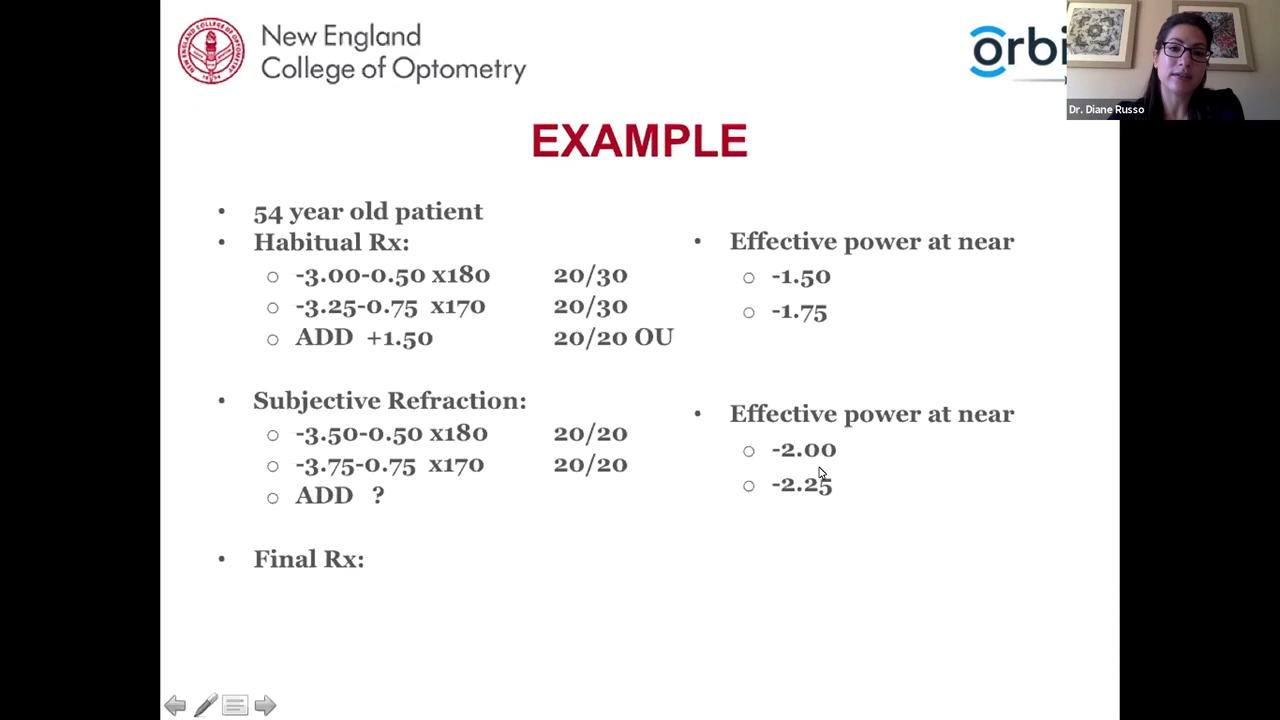 New England
College of Optometry
orbi
Dr. Diane Russo
EXAMPLE
• 54 year old patient
• Habitual Rx:
○ -3.00-0.50 x180 20/30
○ -3.25-0.75 x170 20/30
○ ADD +1.50 20/20 OU
• Effective power at near
○ -1.50
○ -1.75
• Subjective Refraction:
○ -3.50-0.50 x180 20/20
○ -3.75-0.75 x170 20/20
○ ADD ?
• Effective power at near
○ -2.00
○ -2.25
• Final Rx: